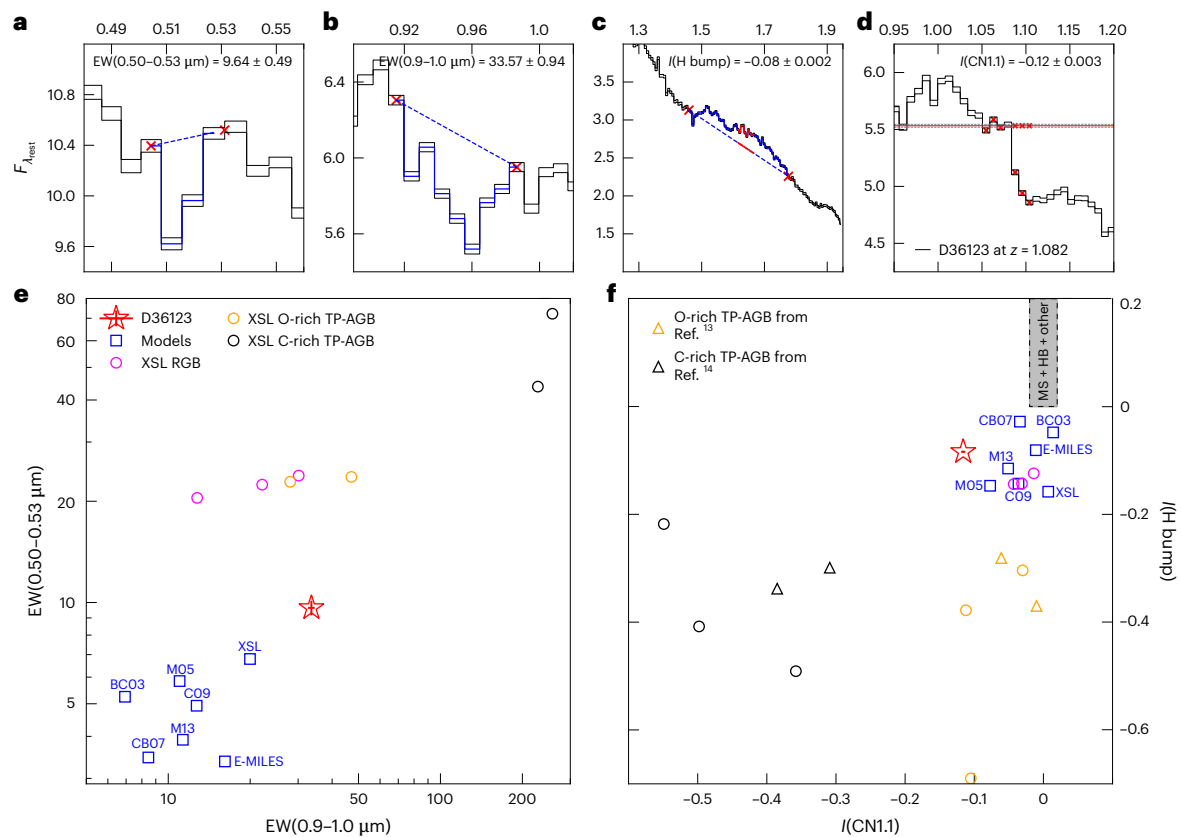 a
b
c
d
0.49 0.51 0.53 0.55
0.92 0.96 1.0
1.3 1.5 1.7 1.9
0.95 1.00 1.05 1.10 1.15 1.20
EW(0.50–0.53 µm) = 9.64 ± 0.49
EW(0.9–1.0 µm) = 33.57 ± 0.94
I(H bump) = −0.08 ± 0.002
I(CN1.1) = −0.12 ± 0.003
10.8
10.4
10.0
9.6
F λrest
6.4
6.0
5.6
3.5
3.0
2.5
2.0
1.5
6.0
5.5
5.0
4.5
D36123 at z = 1.082
e
80
60
40
20
10
5
EW(0.50–0.53 µm)
D36123
Models
XSL RGB
XSL O-rich TP-AGB
XSL C-rich TP-AGB
XSL
M05
BC03
C09
M13
CB07
E-MILES
10 50 100 200
EW(0.9–1.0 µm)
f
O-rich TP-AGB from
Ref. 13
C-rich TP-AGB from
Ref. 14
MS + HB + other
CB07
BC03
E-MILES
M13
M05
C09
XSL
0.2
0
−0.2
−0.4
−0.6
I(H bump)
−0.5 −0.4 −0.3 −0.2 −0.1 0
I(CN1.1)